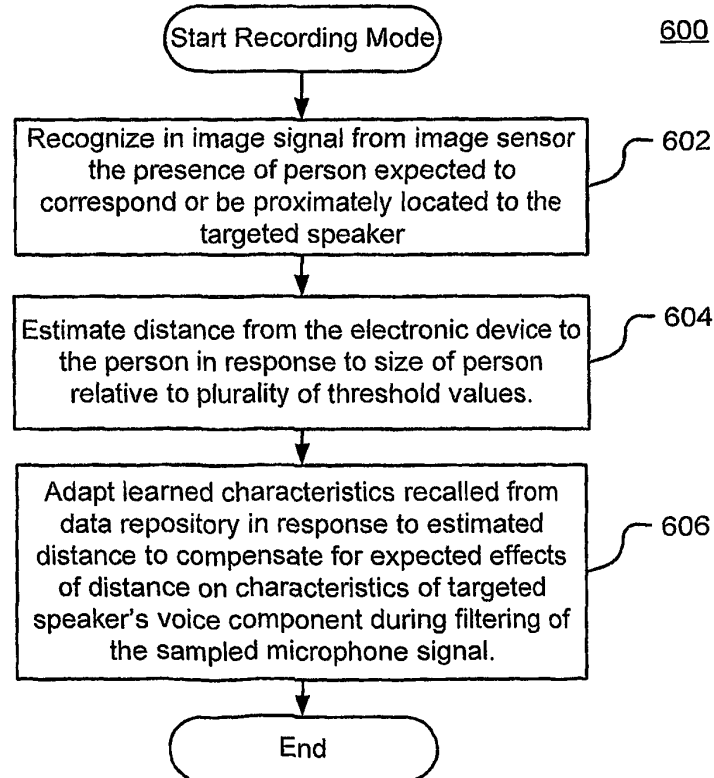 Start Recording Mode
600
Recognize in image signal from image sensor
the presence of person expected to
correspond or be proximately located to the
targeted speaker
602
Estimate distance from the electronic device to
the person in response to size of person
relative to plurality of threshold values.
604
Adapt learned characteristics recalled from
data repository in response to estimated
distance to compensate for expected effects
of distance on characteristics of targeted
speaker's voice component during filtering of
the sampled microphone signal.
606
End